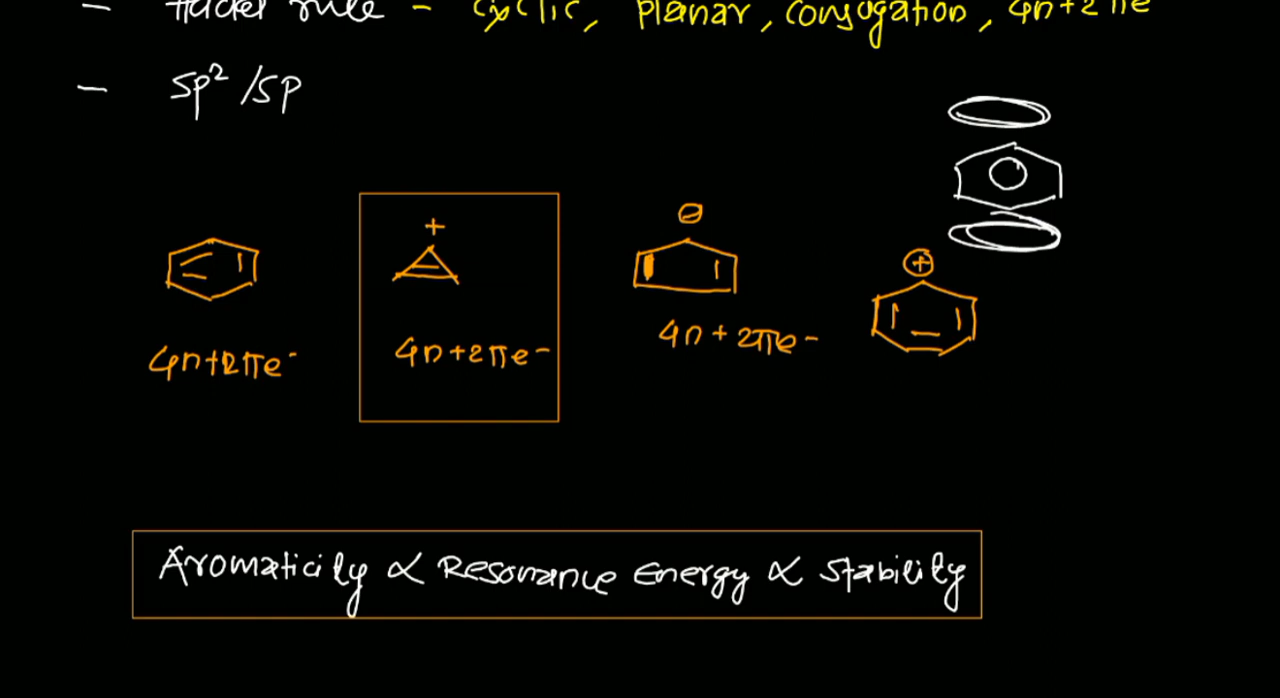 - Huckel rule - cyclic, planar, conjugation, 4n+2πe
- sp²/sp
+
⊖
⊕
4n+2πe⁻
4n+2πe⁻
4n+2πe-
Aromaticity ∝ Resonance Energy ∝ stability